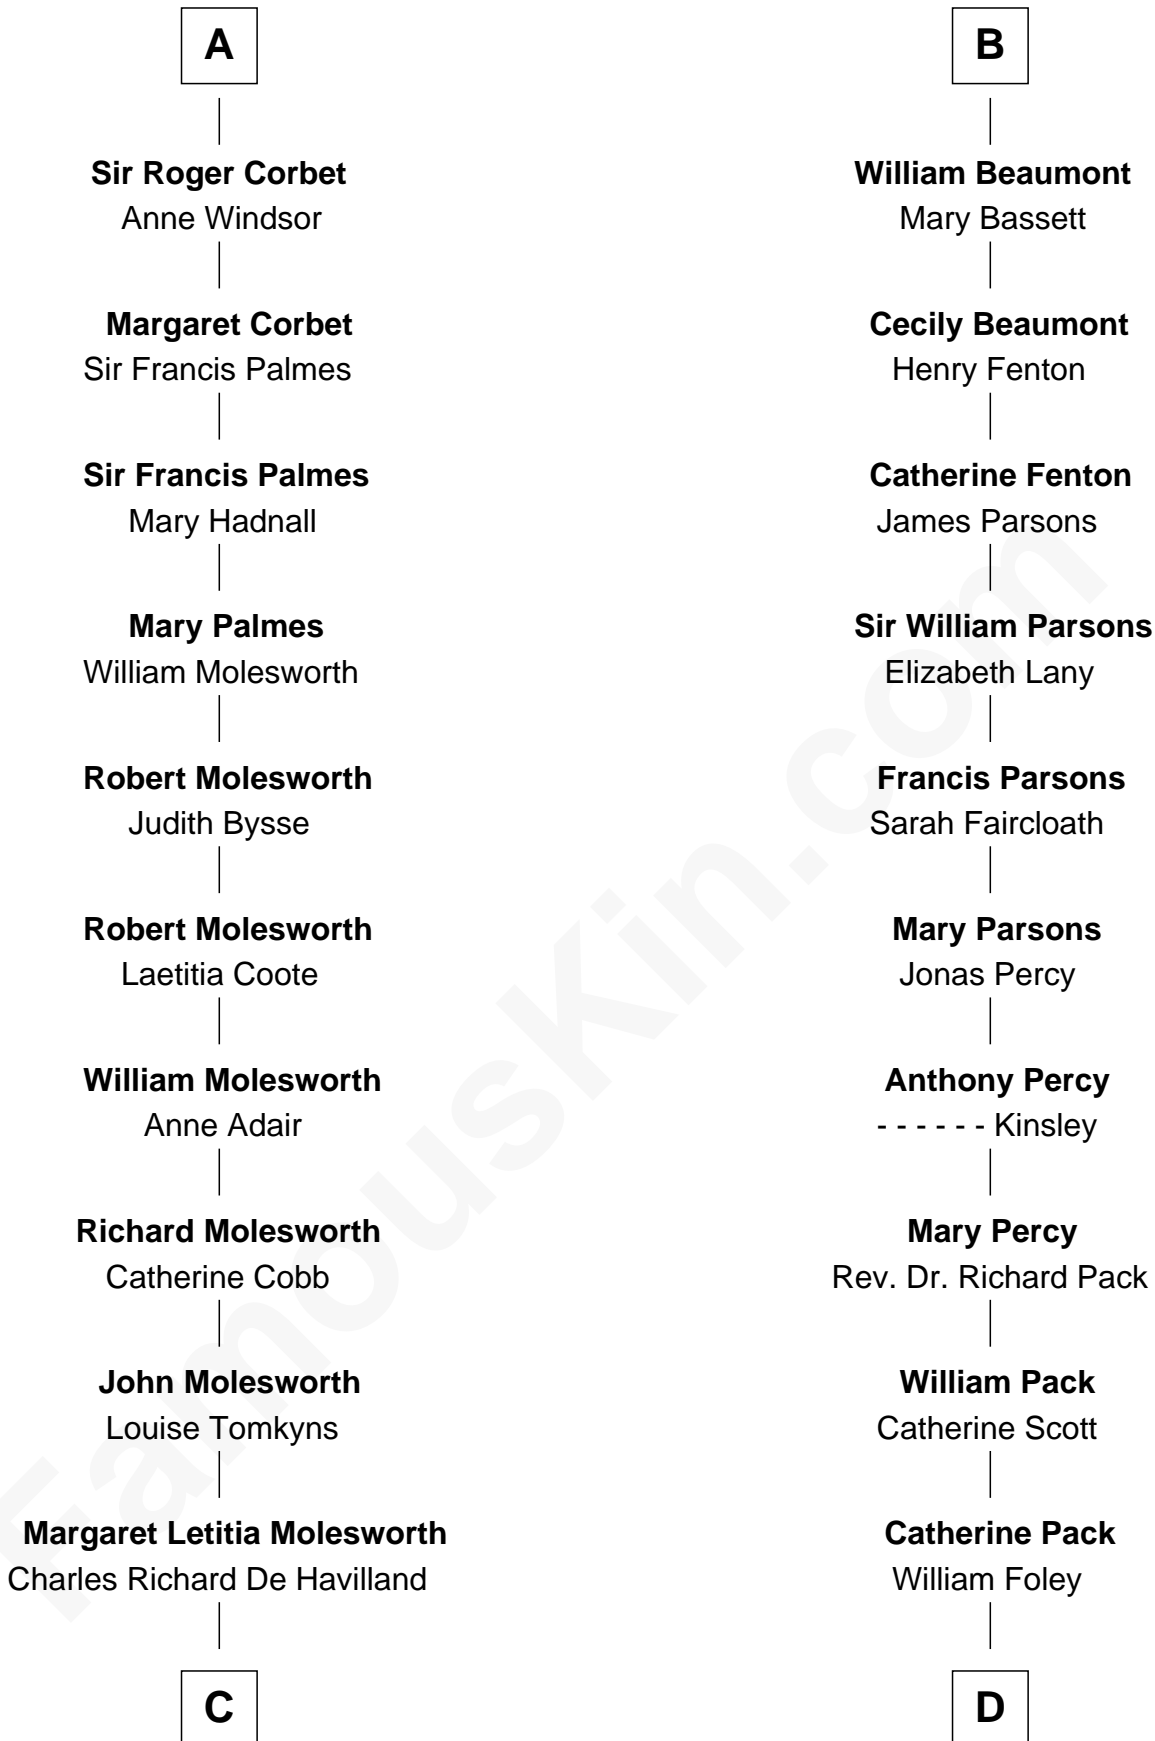 A
Sir Roger Corbet
Anne Windsor
Margaret Corbet
Sir Francis Palmes
Sir Francis Palmes
Mary Hadnall
Mary Palmes
William Molesworth
Robert Molesworth
Judith Bysse
Robert Molesworth
Laetitia Coote
William Molesworth
Anne Adair
Richard Molesworth
Catherine Cobb
John Molesworth
Louise Tomkyns
Margaret Letitia Molesworth
Charles Richard De Havilland
C
B
William Beaumont
Mary Bassett
Cecily Beaumont
Henry Fenton
Catherine Fenton
James Parsons
Sir William Parsons
Elizabeth Lany
Francis Parsons
Sarah Faircloath
Mary Parsons
Jonas Percy
Anthony Percy
- - - - - - Kinsley
Mary Percy
Rev. Dr. Richard Pack
William Pack
Catherine Scott
Catherine Pack
William Foley
D
FamousKin.com